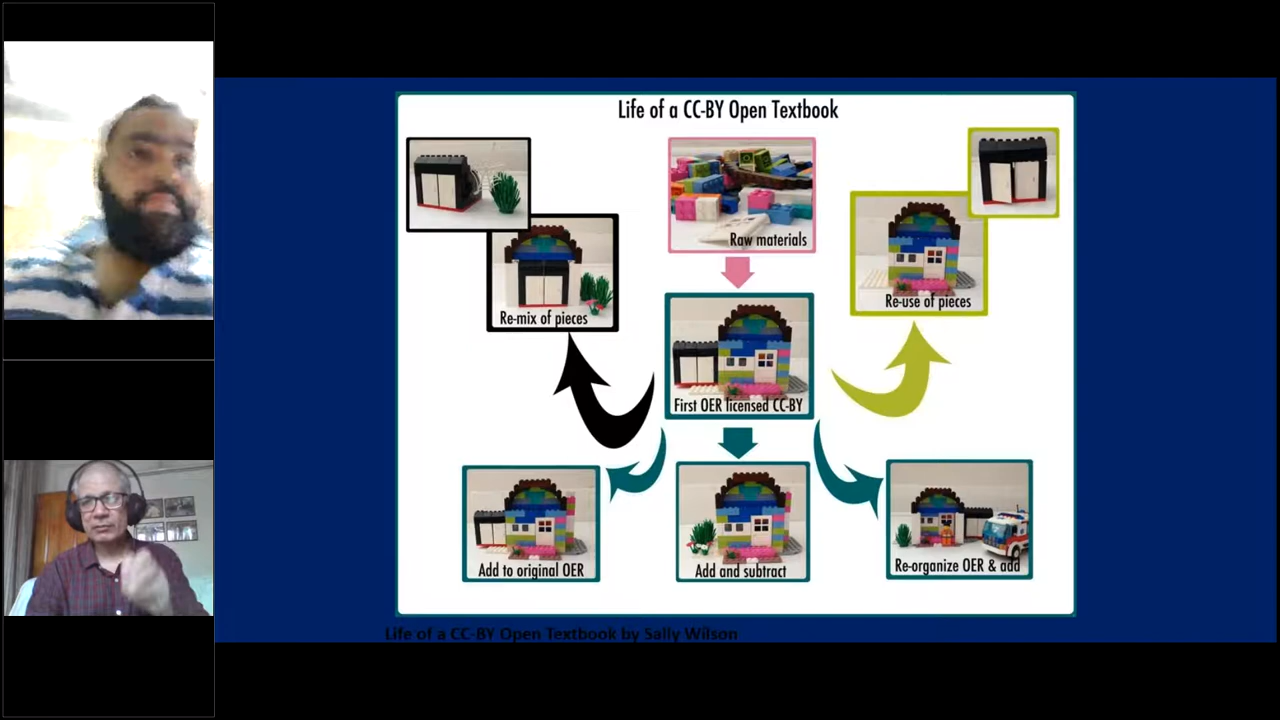 Life of a CC-BY Open Textbook
Raw materials
Re-mix of pieces
Re-use of pieces
First OER licensed CC-BY
Add to original OER
Add and subtract
Re-organize OER & add
Life of a CC-BY Open Textbook by Sally Wilson